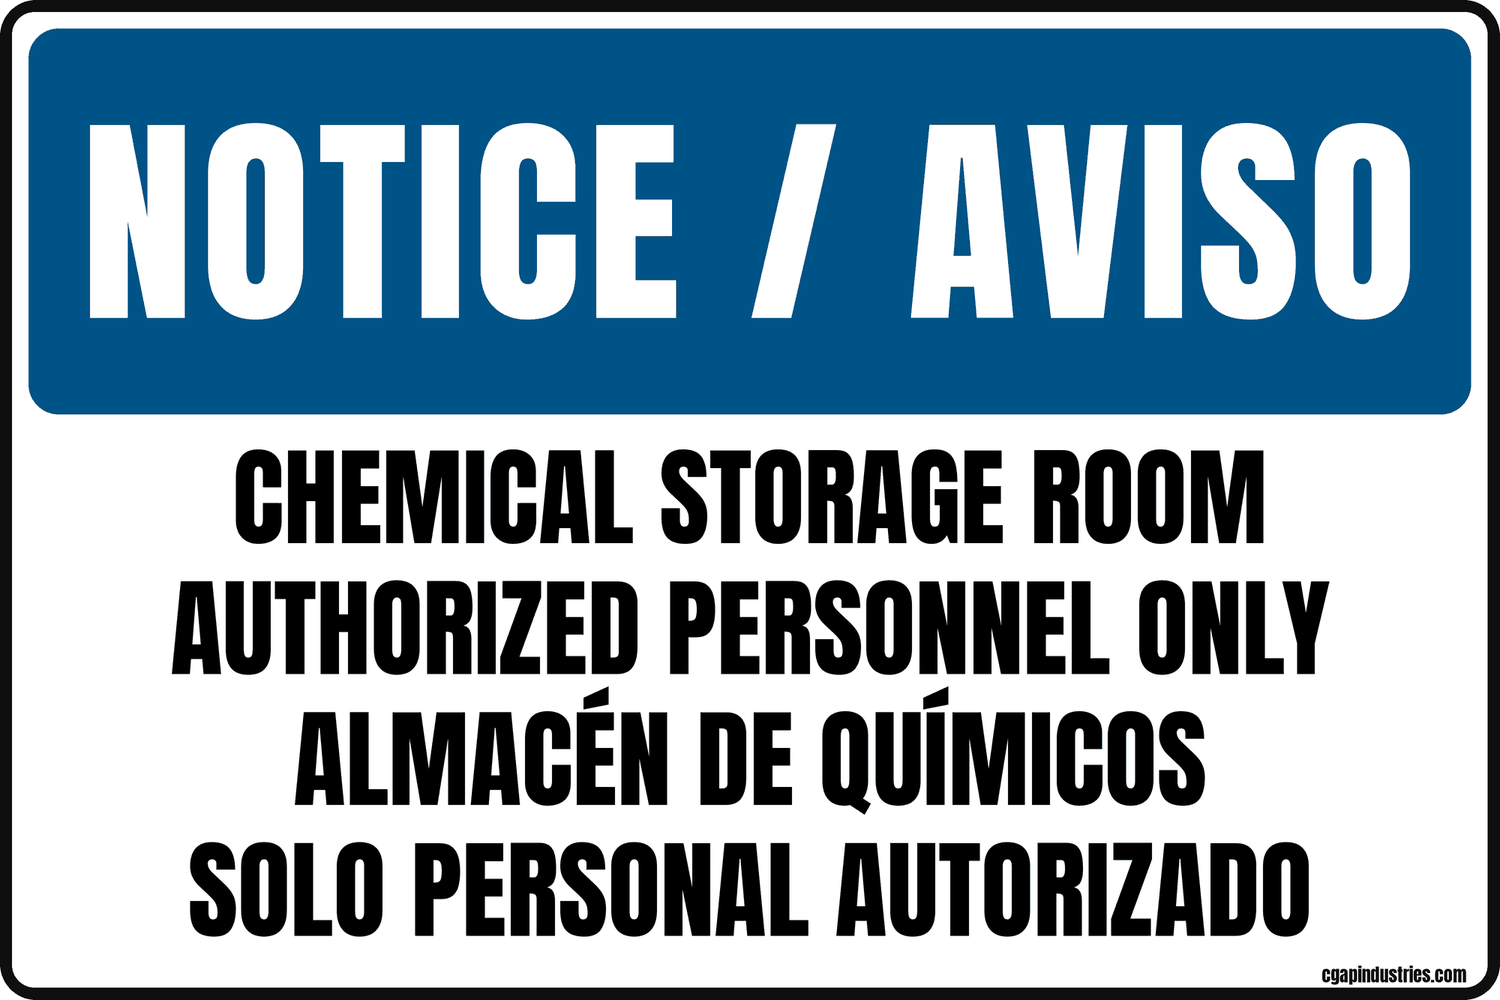 NOTICE / AVISO
CHEMICAL STORAGE ROOM
AUTHORIZED PERSONNEL ONLY
ALMACÉN DE QUÍMICOS
SOLO PERSONAL AUTORIZADO
cgapindustries.com